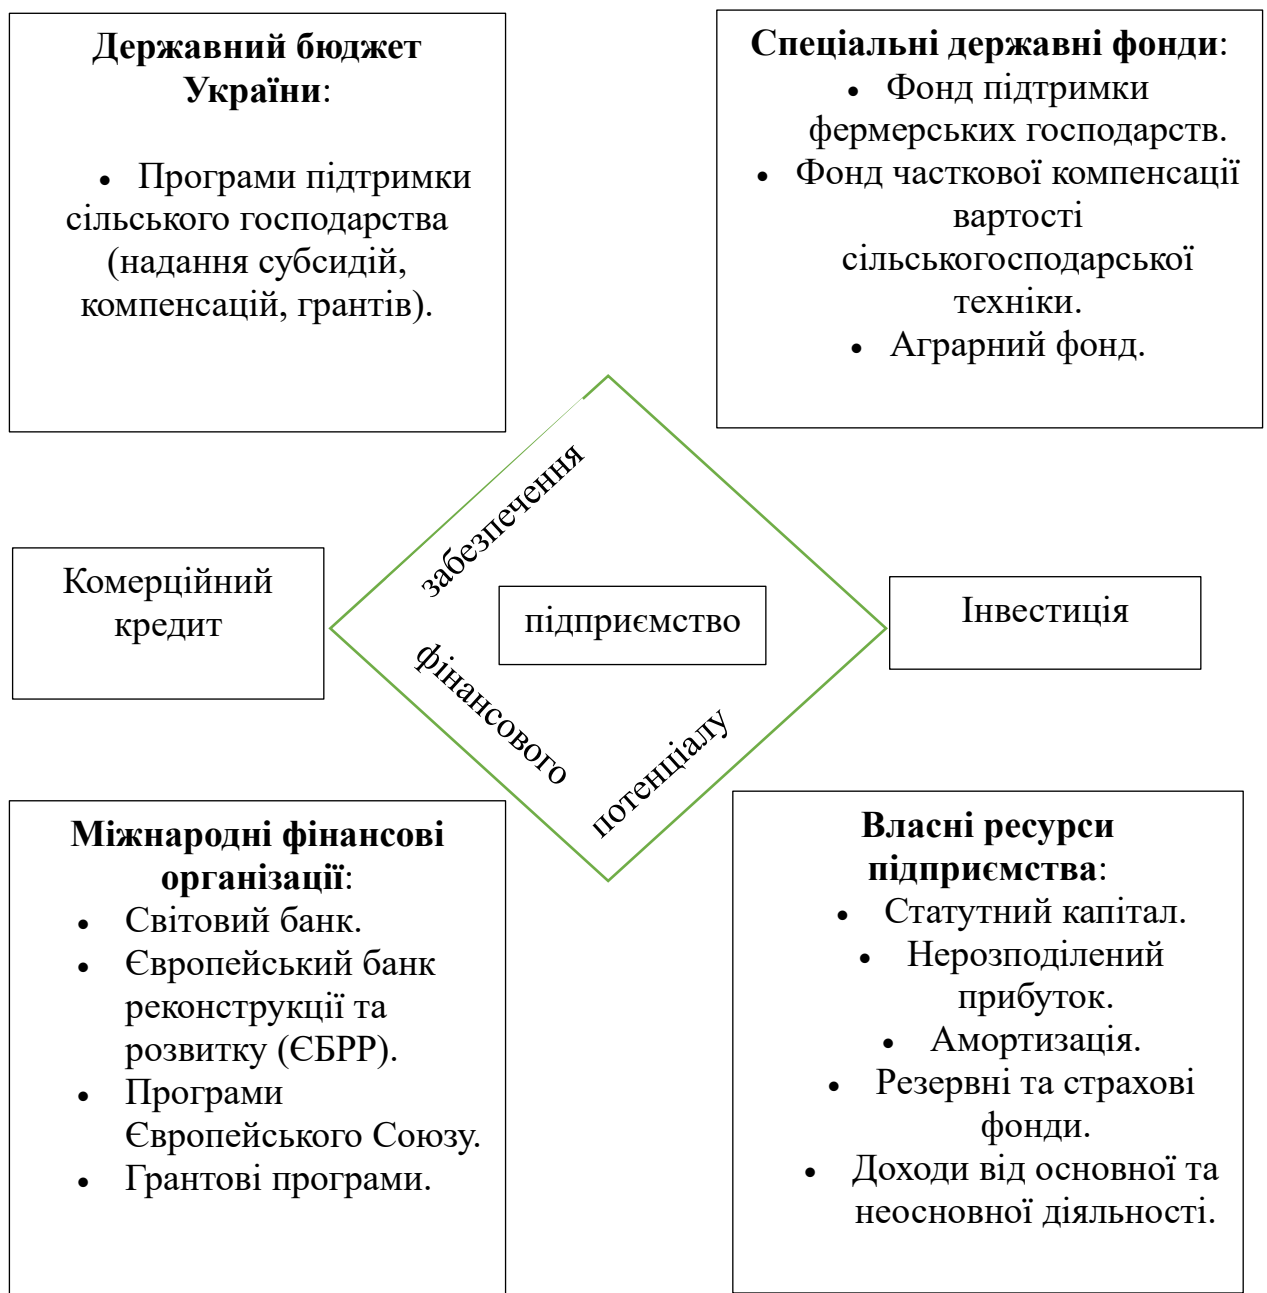 Державний бюджет
України:
• Програми підтримки
сільського господарства
(надання субсидій,
компенсацій, грантів).
Спеціальні державні фонди:
• Фонд підтримки
фермерських господарств.
• Фонд часткової компенсації
вартості
сільськогосподарської
техніки.
• Аграрний фонд.
Комерційний
кредит
забезпечення
фінансового
потенціалу
підприємство
Інвестиція
Міжнародні фінансові
організації:
• Світовий банк.
• Європейський банк
реконструкції та
розвитку (ЄБРР).
• Програми
Європейського Союзу.
• Грантові програми.
Власні ресурси
підприємства:
• Статутний капітал.
• Нерозподілений
прибуток.
• Амортизація.
• Резервні та страхові
фонди.
• Доходи від основної та
неосновної діяльності.